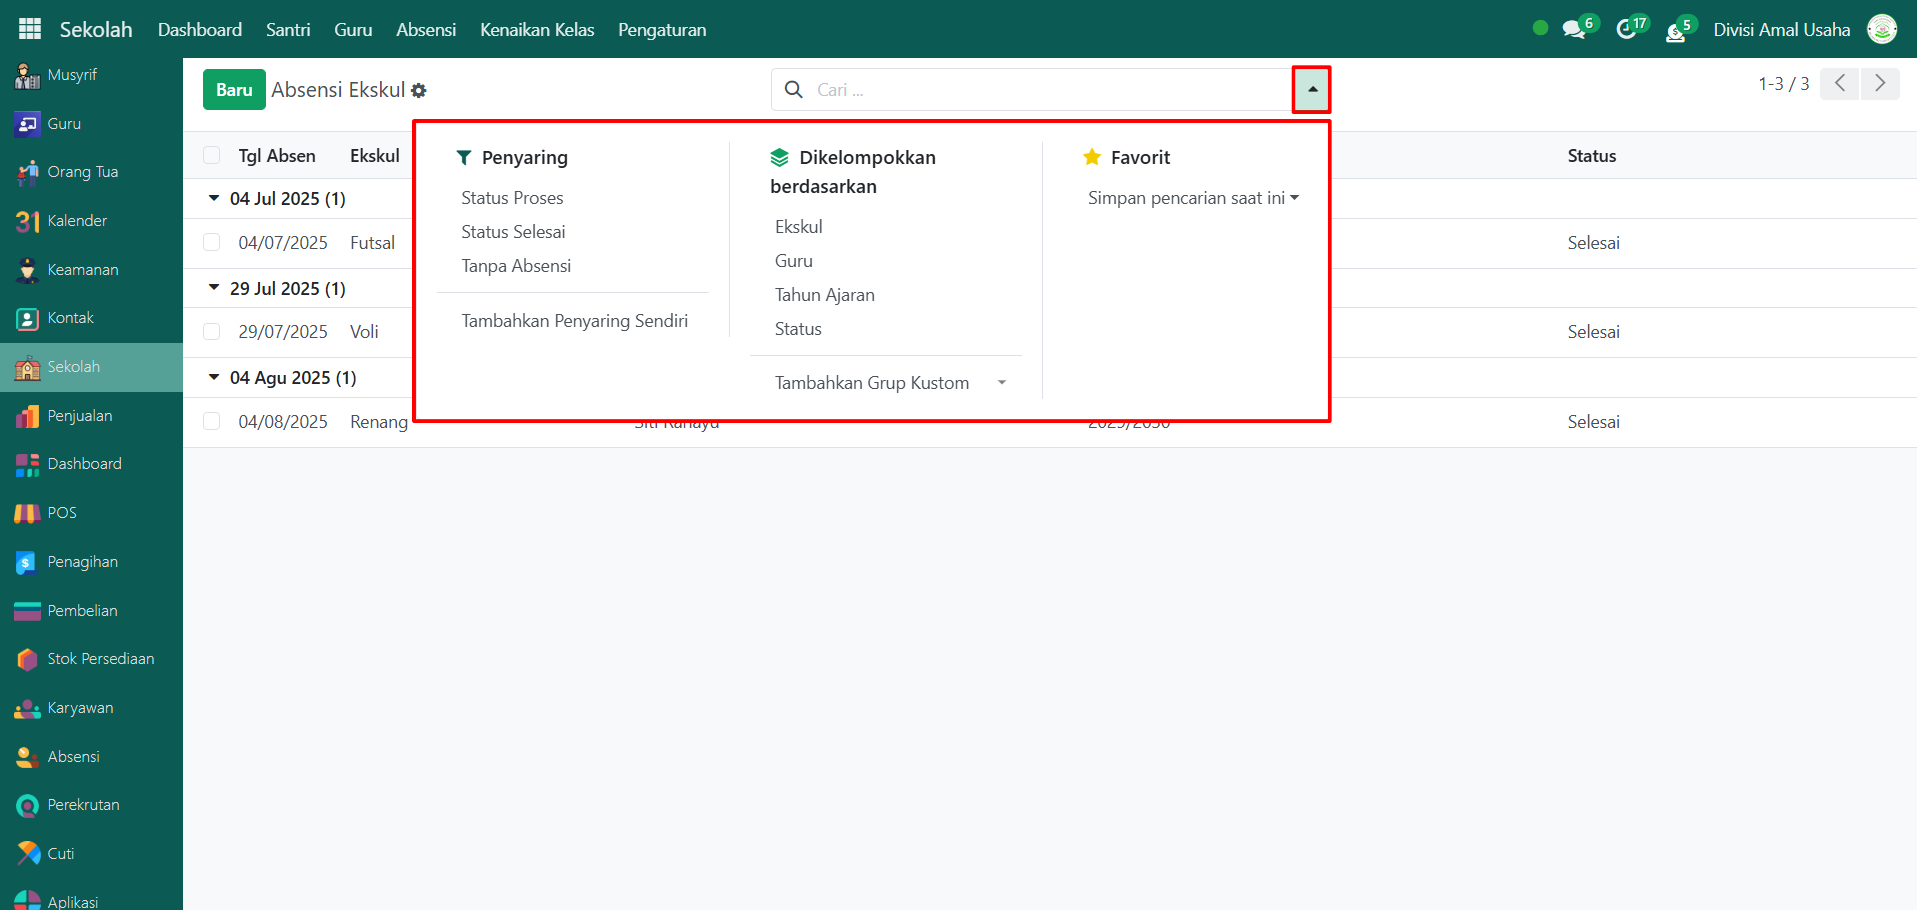 Sekolah Dashboard Santri Guru Absensi Kenaikan Kelas Pengaturan 6 17 5 Divisi Amal Usaha
Musyrif
Guru
Orang Tua
Kalender
Keamanan
Kontak
Sekolah
Penjualan
Dashboard
POS
Penagihan
Pembelian
Stok Persediaan
Karyawan
Absensi
Perekrutan
Cuti
Aplikasi
Baru Absensi Ekskul Cari ... 1-3 / 3
Tgl Absen Ekskul Status
04 Jul 2025 (1)
04/07/2025 Futsal Selesai
29 Jul 2025 (1)
29/07/2025 Voli Selesai
04 Agu 2025 (1)
04/08/2025 Renang Siti Rahayu 2029/2030 Selesai
Penyaring
Status Proses
Status Selesai
Tanpa Absensi
Tambahkan Penyaring Sendiri
Dikelompokkan
berdasarkan
Ekskul
Guru
Tahun Ajaran
Status
Tambahkan Grup Kustom
Favorit
Simpan pencarian saat ini